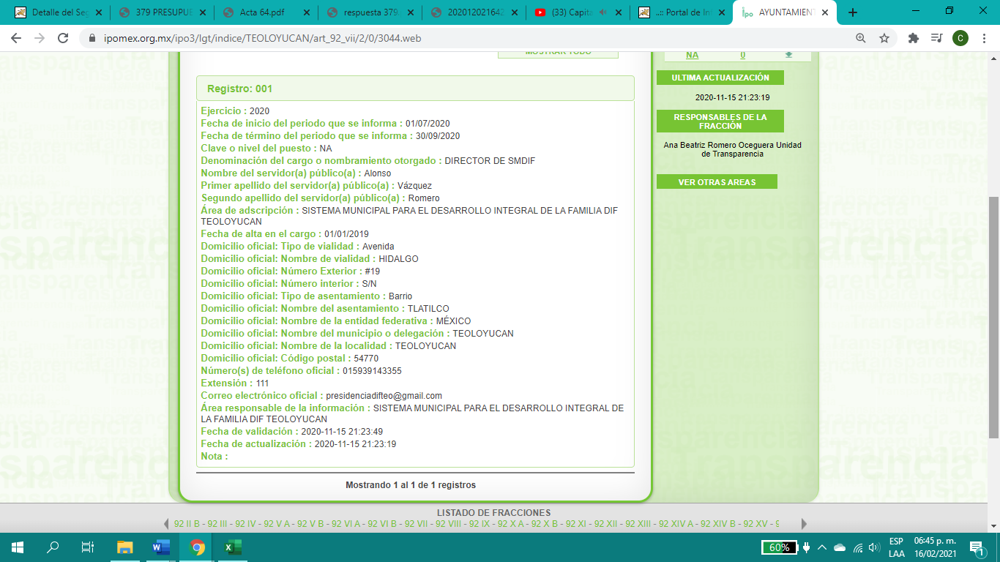 Detalle del Seg
379 PRESUPUE
Acta 64.pdf
respuesta 379.
202012021642
(33) Capita
..:: Portal de Inf
ipo
AYUNTAMIENT
ipomex.org.mx/ipo3/lgt/indice/TEOLOYUCAN/art_92_vii/2/0/3044.web
C
MOSTRAR TODO
NA 0
Registro: 001
Ejercicio : 2020
Fecha de inicio del periodo que se informa : 01/07/2020
Fecha de término del periodo que se informa : 30/09/2020
Clave o nivel del puesto : NA
Denominación del cargo o nombramiento otorgado : DIRECTOR DE SMDIF
Nombre del servidor(a) público(a) : Alonso
Primer apellido del servidor(a) público(a) : Vázquez
Segundo apellido del servidor(a) público(a) : Romero
Área de adscripción : SISTEMA MUNICIPAL PARA EL DESARROLLO INTEGRAL DE LA FAMILIA DIF
TEOLOYUCAN
Fecha de alta en el cargo : 01/01/2019
Domicilio oficial: Tipo de vialidad : Avenida
Domicilio oficial: Nombre de vialidad : HIDALGO
Domicilio oficial: Número Exterior : #19
Domicilio oficial: Número interior : S/N
Domicilio oficial: Tipo de asentamiento : Barrio
Domicilio oficial: Nombre del asentamiento : TLATILCO
Domicilio oficial: Nombre de la entidad federativa : MÉXICO
Domicilio oficial: Nombre del municipio o delegación : TEOLOYUCAN
Domicilio oficial: Nombre de la localidad : TEOLOYUCAN
Domicilio oficial: Código postal : 54770
Número(s) de teléfono oficial : 015939143355
Extensión : 111
Correo electrónico oficial : presidenciadifteo@gmail.com
Área responsable de la información : SISTEMA MUNICIPAL PARA EL DESARROLLO INTEGRAL DE
LA FAMILIA DIF TEOLOYUCAN
Fecha de validación : 2020-11-15 21:23:49
Fecha de actualización : 2020-11-15 21:23:19
Nota :
Mostrando 1 al 1 de 1 registros
ULTIMA ACTUALIZACIÓN
2020-11-15 21:23:19
RESPONSABLES DE LA
FRACCIÓN
Ana Beatriz Romero Oceguera Unidad
de Transparencia
VER OTRAS AREAS
LISTADO DE FRACCIONES
92 II B - 92 III - 92 IV - 92 V A - 92 V B - 92 VI A - 92 VI B - 92 VII - 92 VIII - 92 IX - 92 X A - 92 X B - 92 XI - 92 XII - 92 XIII - 92 XIV A - 92 XIV B - 92 XV - 9
60%
ESP
LAA
06:45 p. m.
16/02/2021
1